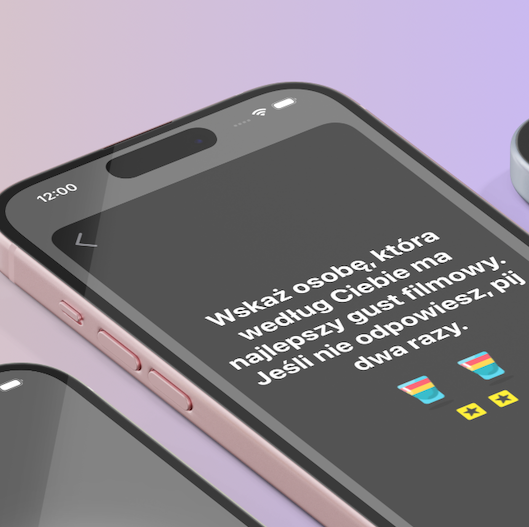 12:00
Wskaż osobę, która
według Ciebie ma
najlepszy gust filmowy.
Jeśli nie odpowiesz, pij
dwa razy.